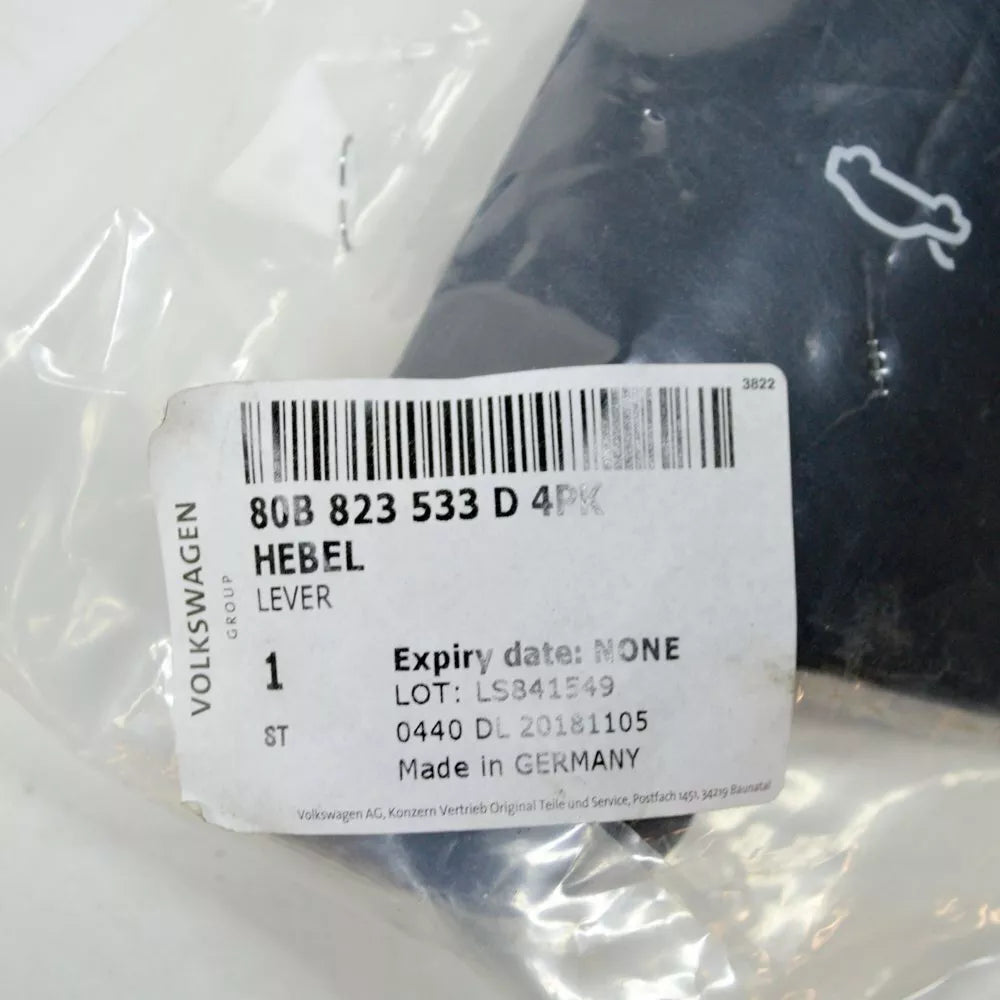 3822
80B 823 533 D 4PK
HEBEL
LEVER
VOLKSWAGEN
GROUP
1
ST
Expiry date: NONE
LOT: LS841549
0440 DL 20181105
Made in GERMANY
Volkswagen AG, Konzern Vertrieb Original Teile und Service, Postfach 1451, 34219 Baunatal